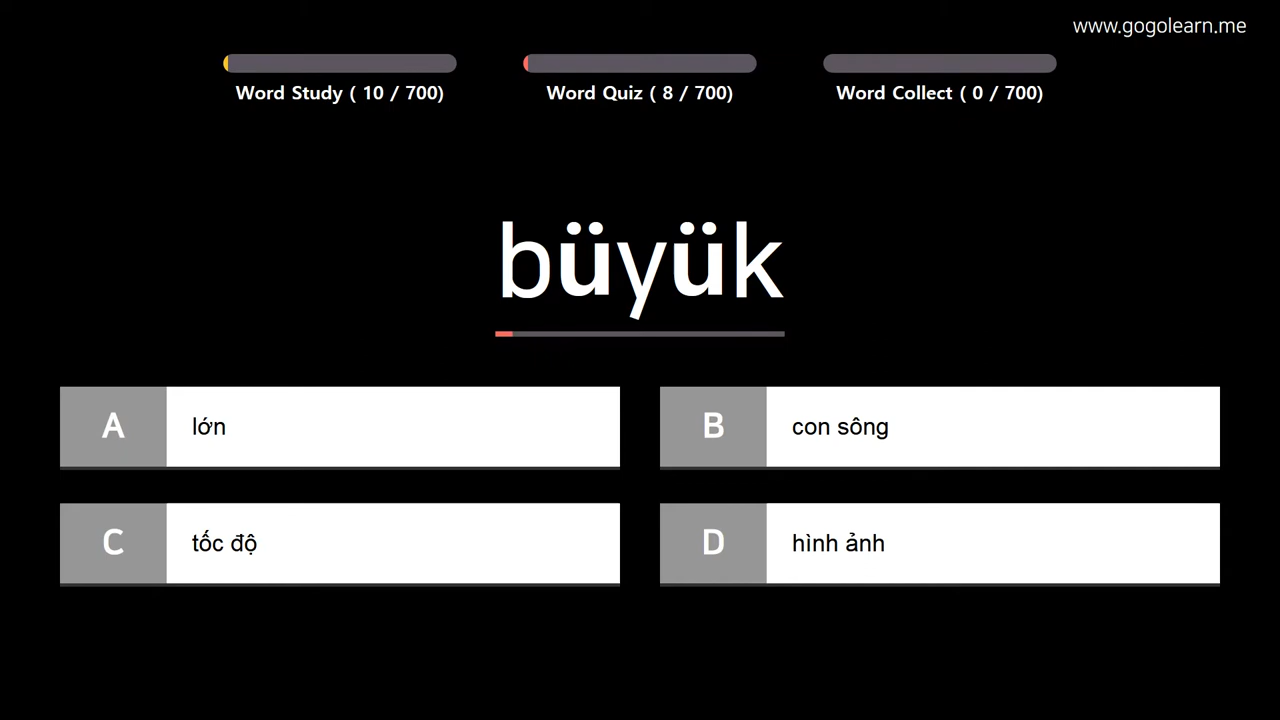 www.gogolearn.me
Word Study ( 10 / 700)
Word Quiz ( 8 / 700)
Word Collect ( 0 / 700)
büyük
A lớn
B con sông
C tốc độ
D hình ảnh